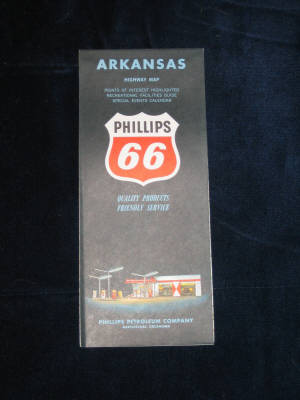 ARKANSAS
HIGHWAY MAP
POINTS OF INTEREST HIGHLIGHTED
RECREATIONAL FACILITIES GUIDE
SPECIAL EVENTS CALENDAR
PHILLIPS
66
QUALITY PRODUCTS
FRIENDLY SERVICE
PHILLIPS PETROLEUM COMPANY
BARTLESVILLE, OKLAHOMA